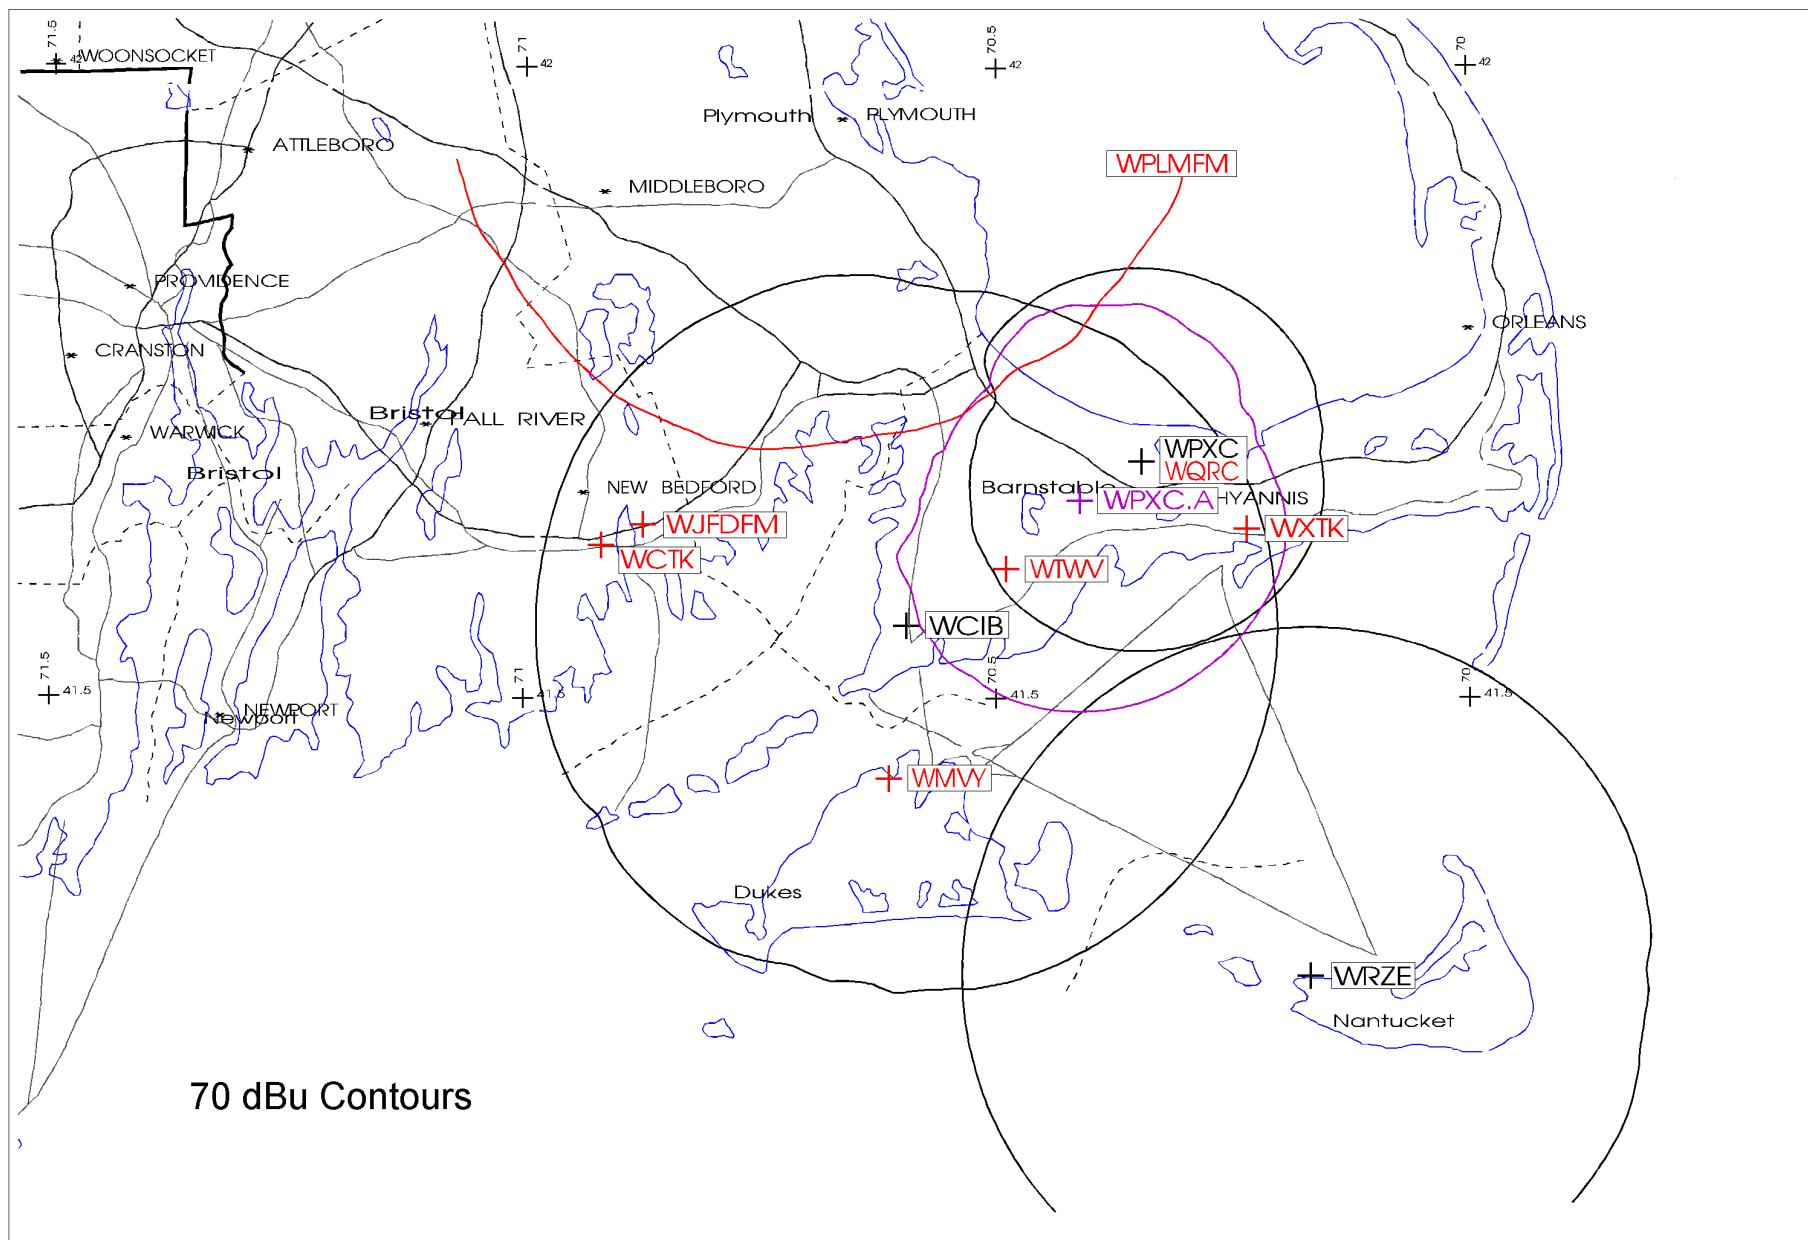 71.5
71
70.5
70
42
WOONSOCKET
42
42
42
Plymouth
PLYMOUTH
ATTLEBORO
WPLMFM
MIDDLEBORO
PROVIDENCE
ORLEANS
CRANSTON
Bristol
FALL RIVER
WARWICK
WPXC
WQRC
Bristol
NEW BEDFORD
Barnstable
WPXC.A
HYANNIS
WJFDFM
WXTK
WCTK
WTWV
WCIB
71.5
71
70.5
70
41.5
41.5
41.5
41.5
NEWPORT
Newport
WMVY
Dukes
WRZE
Nantucket
70 dBu Contours